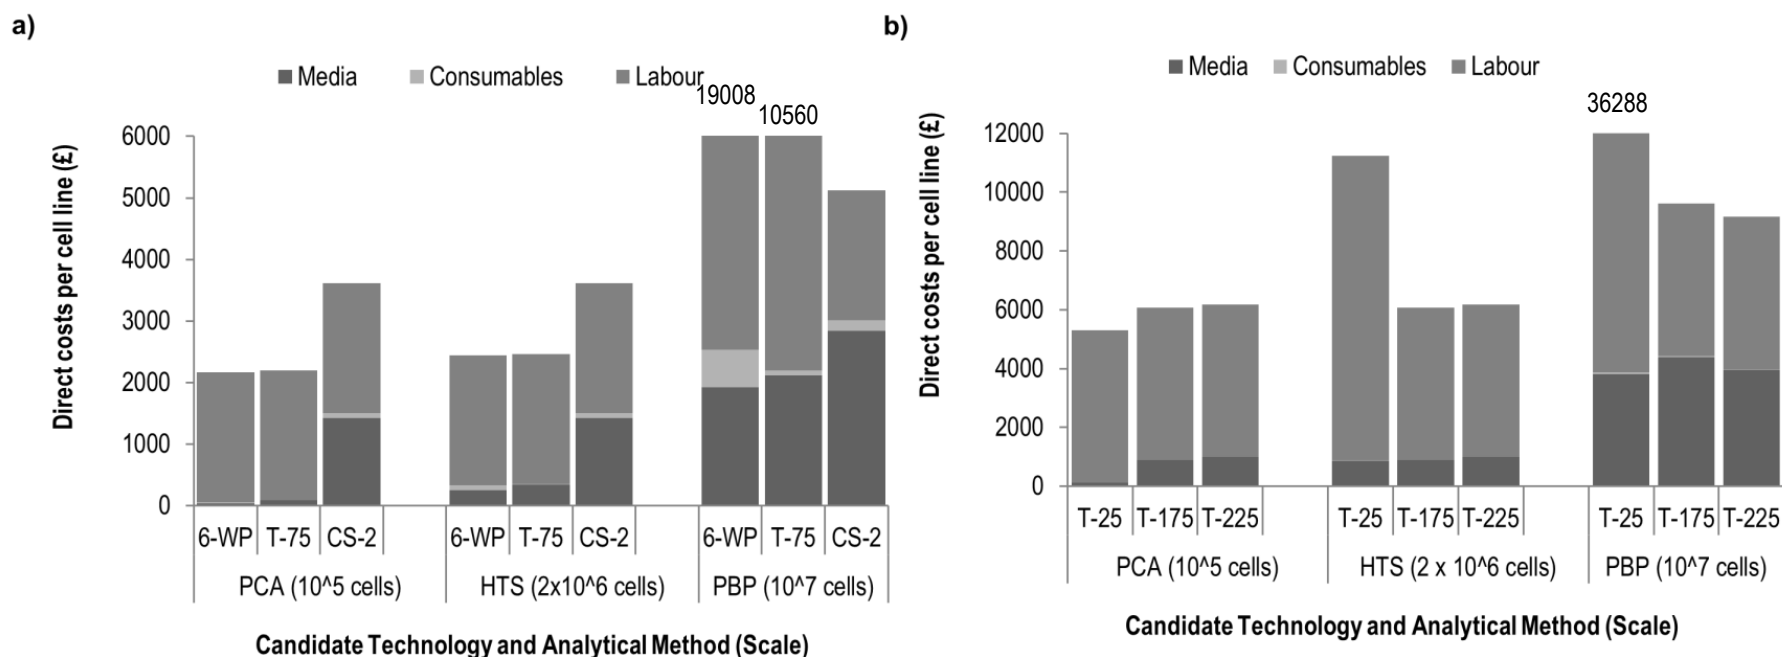 a)
Media Consumables Labour
19008
10560
Direct costs per cell line (£)
6000
5000
4000
3000
2000
1000
0
6-WP T-75 CS-2 6-WP T-75 CS-2 6-WP T-75 CS-2
PCA (10^5 cells) HTS (2x10^6 cells) PBP (10^7 cells)
Candidate Technology and Analytical Method (Scale)
b)
Media Consumables Labour
36288
Direct costs per cell line (£)
12000
10000
8000
6000
4000
2000
0
T-25 T-175 T-225 T-25 T-175 T-225 T-25 T-175 T-225
PCA (10^5 cells) HTS (2 x 10^6 cells) PBP (10^7 cells)
Candidate Technology and Analytical Method (Scale)